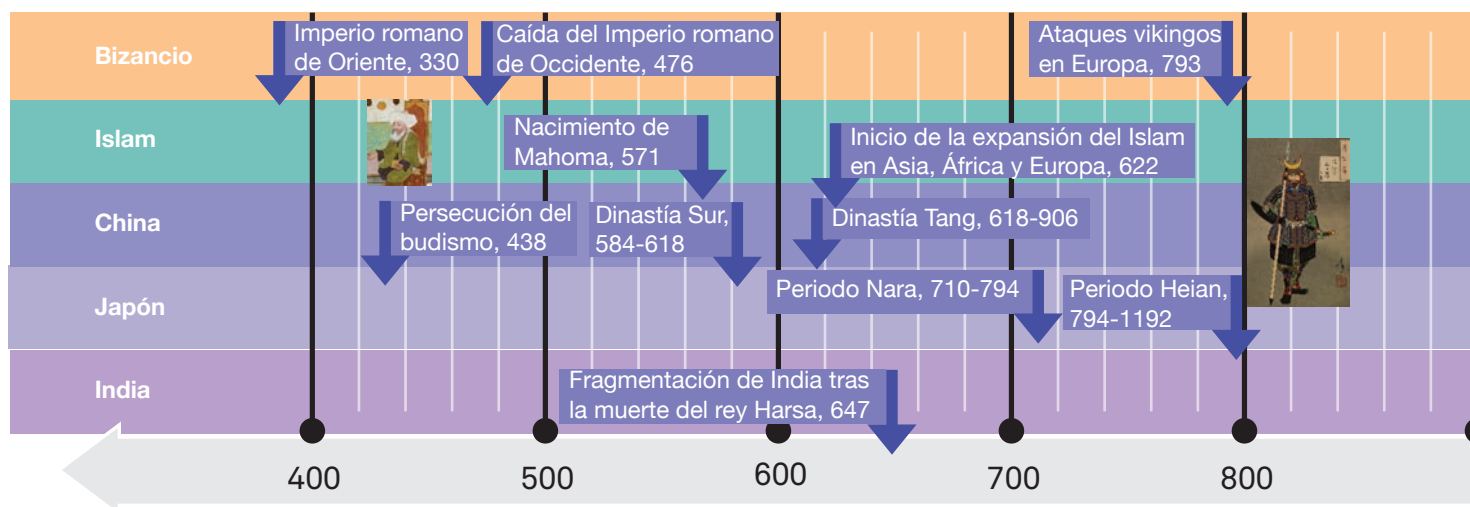 Bizancio
Imperio romano
de Oriente, 330
Caída del Imperio romano
de Occidente, 476
Ataques vikingos
en Europa, 793
Islam
Nacimiento de
Mahoma, 571
Inicio de la expansión del Islam
en Asia, África y Europa, 622
China
Persecución del
budismo, 438
Dinastía Sur,
584-618
Dinastía Tang, 618-906
Japón
Periodo Nara, 710-794
Periodo Heian,
794-1192
India
Fragmentación de India tras
la muerte del rey Harsa, 647
400
500
600
700
800